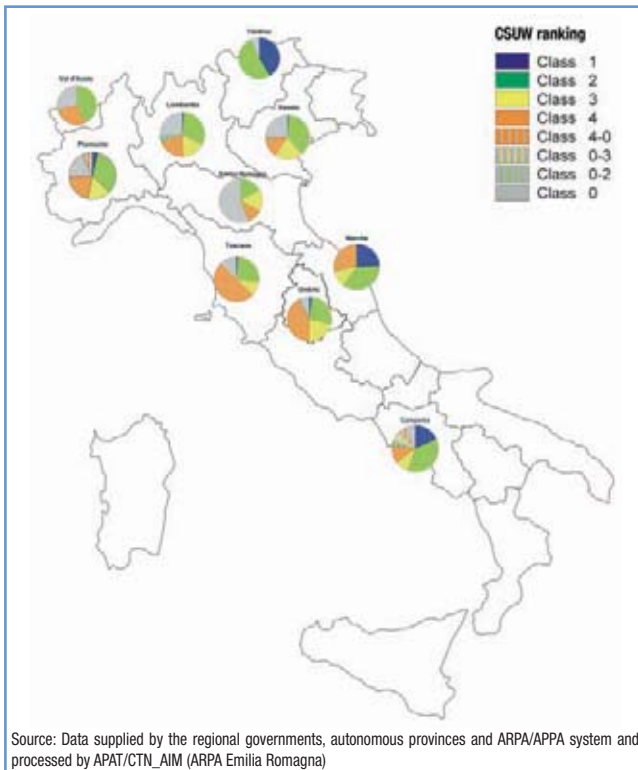 CSUW ranking
Class 1
Class 2
Class 3
Class 4
Class 4-0
Class 0-3
Class 0-2
Class 0
Val d'Aosta
Lombardia
Veneto
Piemonte
Emilia Romagna
Toscana
Marche
Umbria
Campania
Source: Data supplied by the regional governments, autonomous provinces and ARPA/APPA system and
processed by APAT/CTN_AIM (ARPA Emilia Romagna)